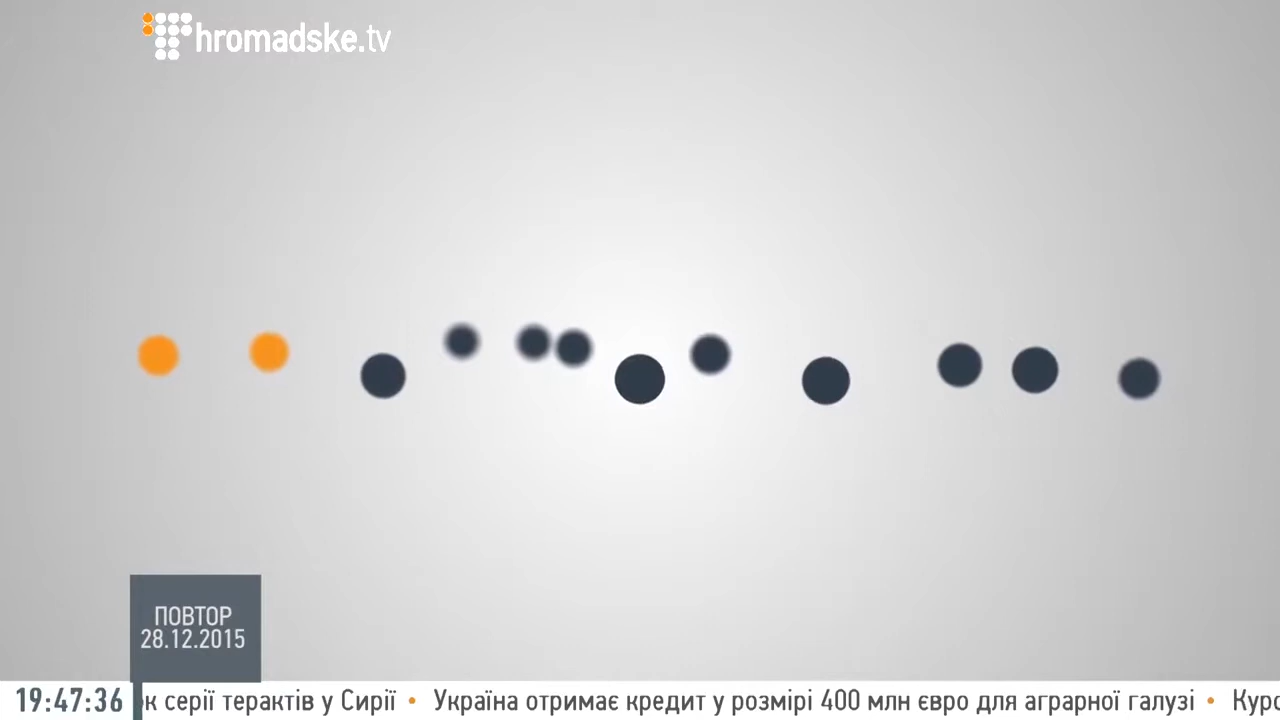 hromadske.tv
ПОВТОР
28.12.2015
19:47:36
серії терактів у Сирії • Україна отримає кредит у розмірі 400 млн євро для аграрної галузі •